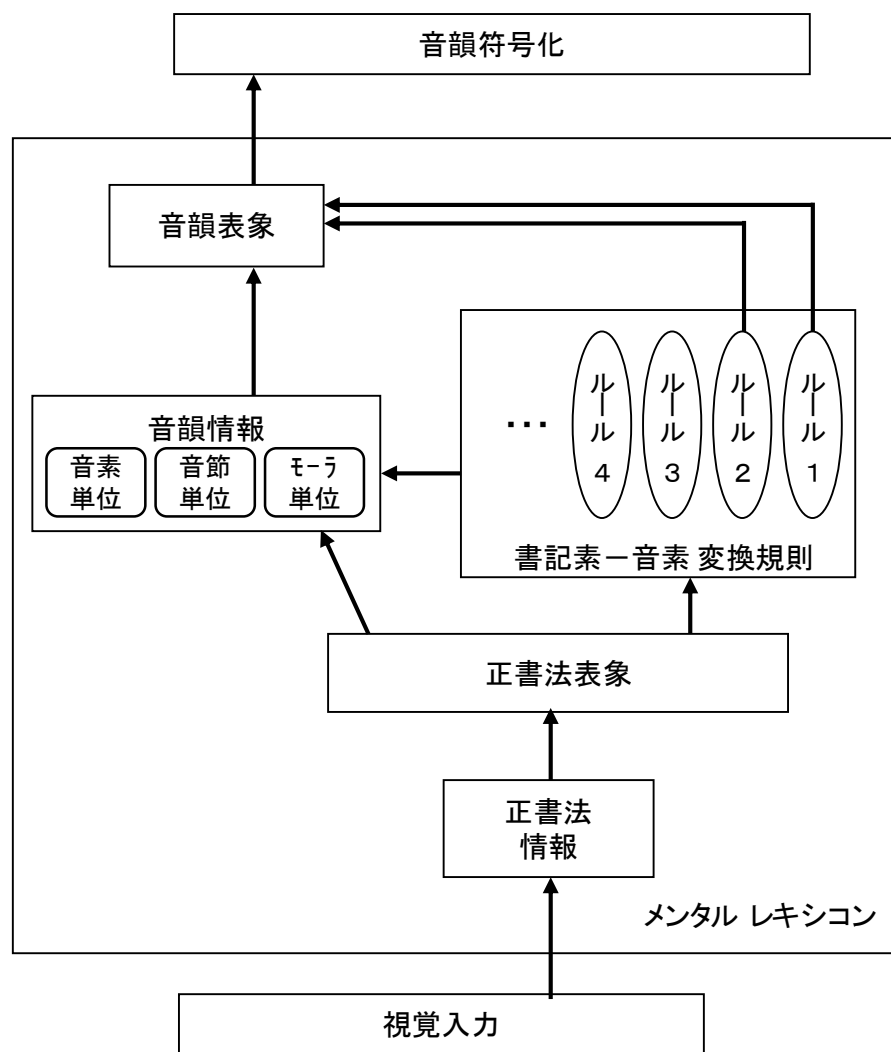 音韻符号化
音韻表象
ルール1
ルール2
ルール3
ルール4
…
音韻情報
音素
単位
音節
単位
ﾓｰﾗ
単位
書記素－音素 変換規則
正書法表象
正書法
情報
メンタル レキシコン
視覚入力